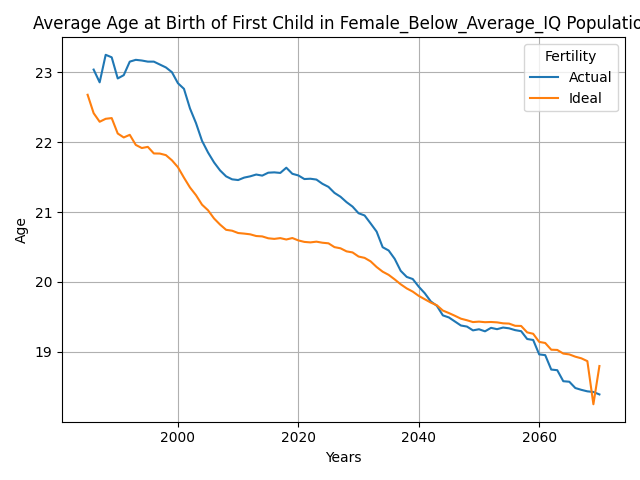 Average Age at Birth of First Child in Female_Below_Average_IQ Populatio
Fertility
Actual
Ideal
23
22
21
20
19
Age
2000
2020
2040
2060
Years